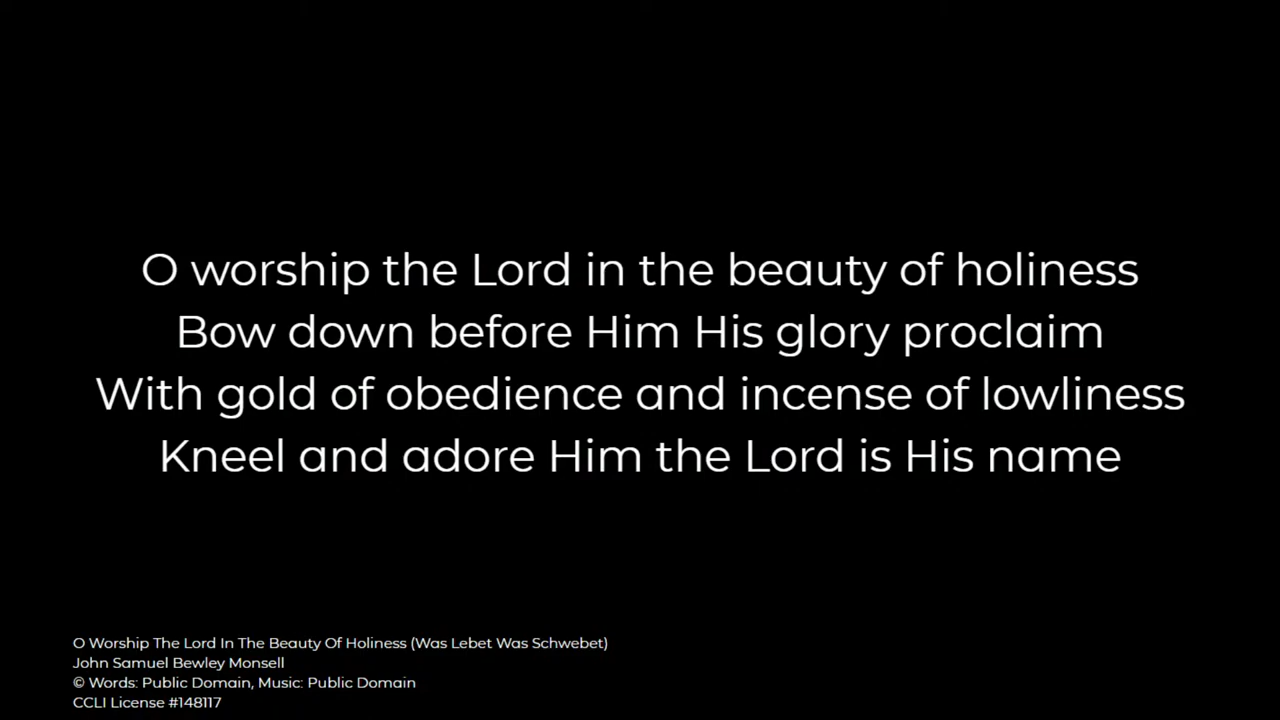 O worship the Lord in the beauty of holiness
Bow down before Him His glory proclaim
With gold of obedience and incense of lowliness
Kneel and adore Him the Lord is His name
O Worship The Lord In The Beauty Of Holiness (Was Lebet Was Schwebet)
John Samuel Bewley Monsell
© Words: Public Domain, Music: Public Domain
CCLI License #148117